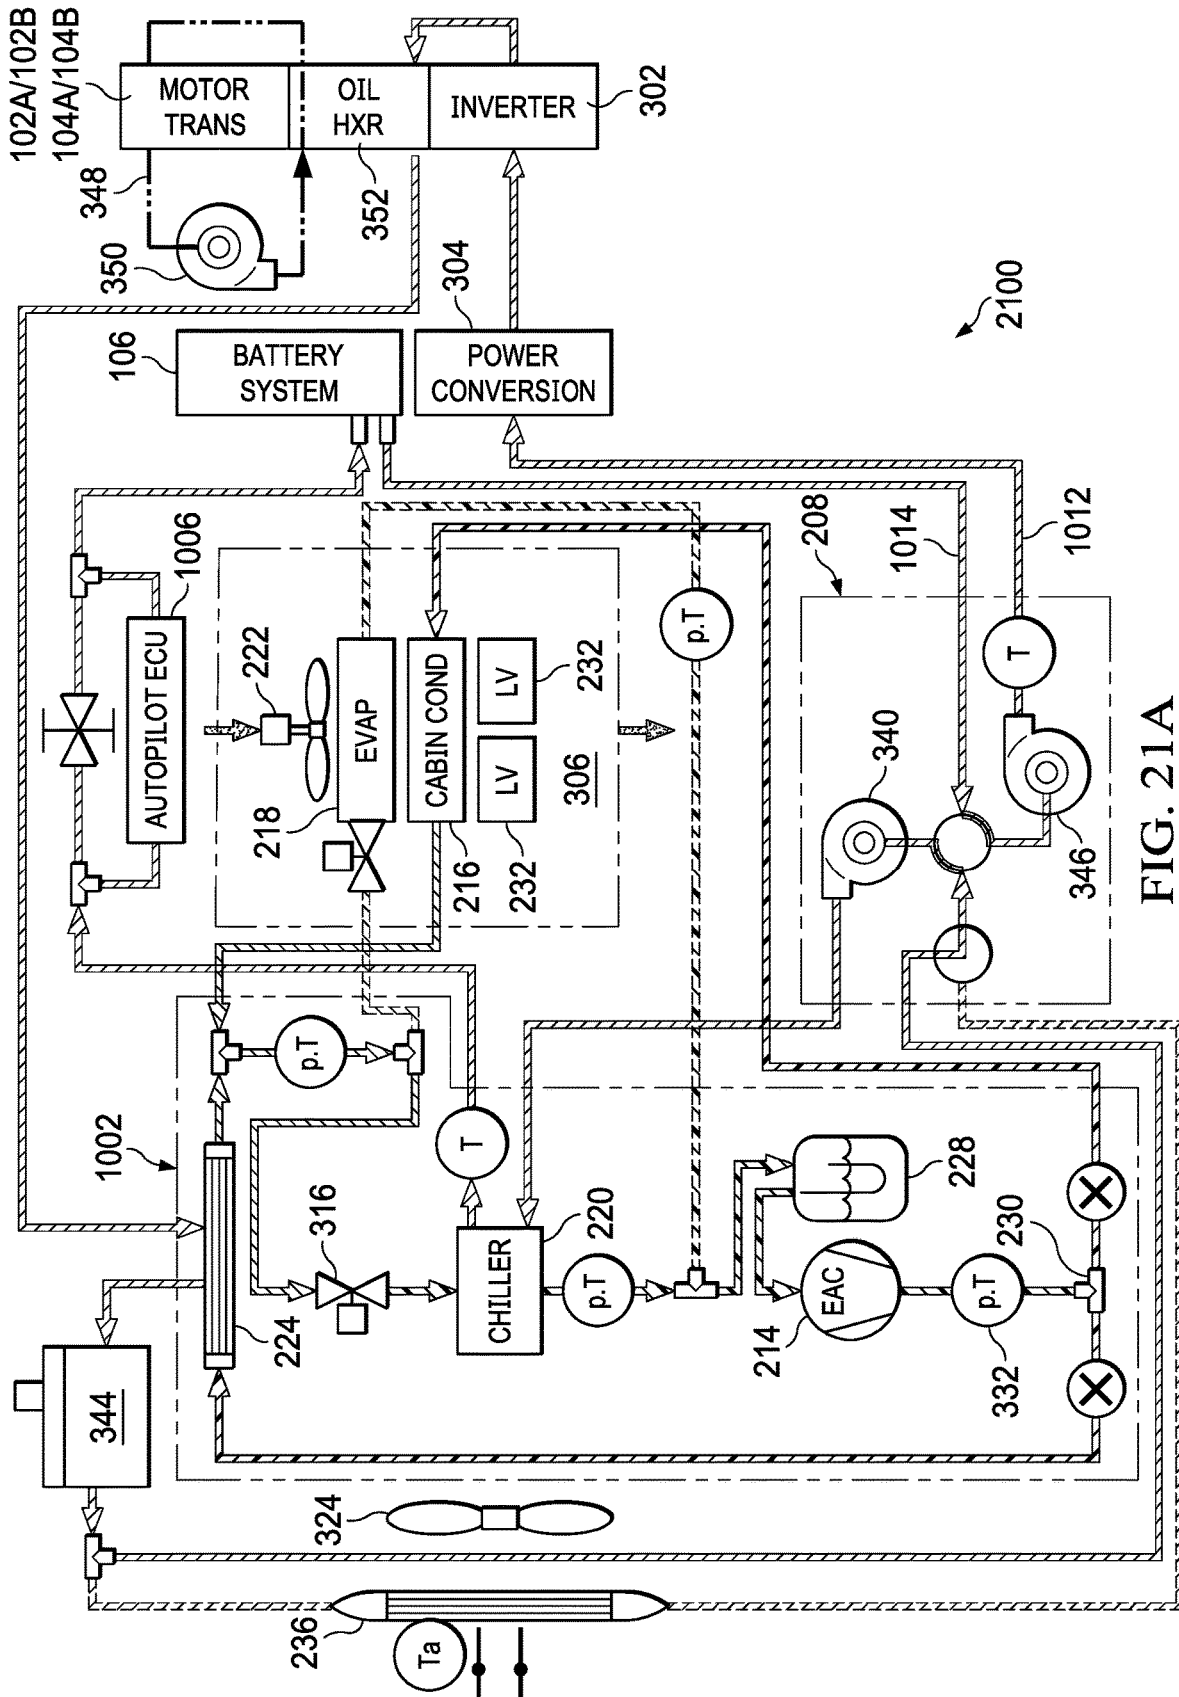 102A/102B
104A/104B
MOTOR
TRANS
OIL
HXR
INVERTER
302
348
350
352
304
106
BATTERY
SYSTEM
POWER
CONVERSION
2100
1006
AUTOPILOT ECU
222
EVAP
218
CABIN COND
216
LV
232
LV
232
306
p.T
208
1014
1012
T
340
346
1002
p.T
T
316
224
CHILLER
220
p.T
228
EAC
214
p.T
332
230
344
324
236
Ta
FIG. 21A